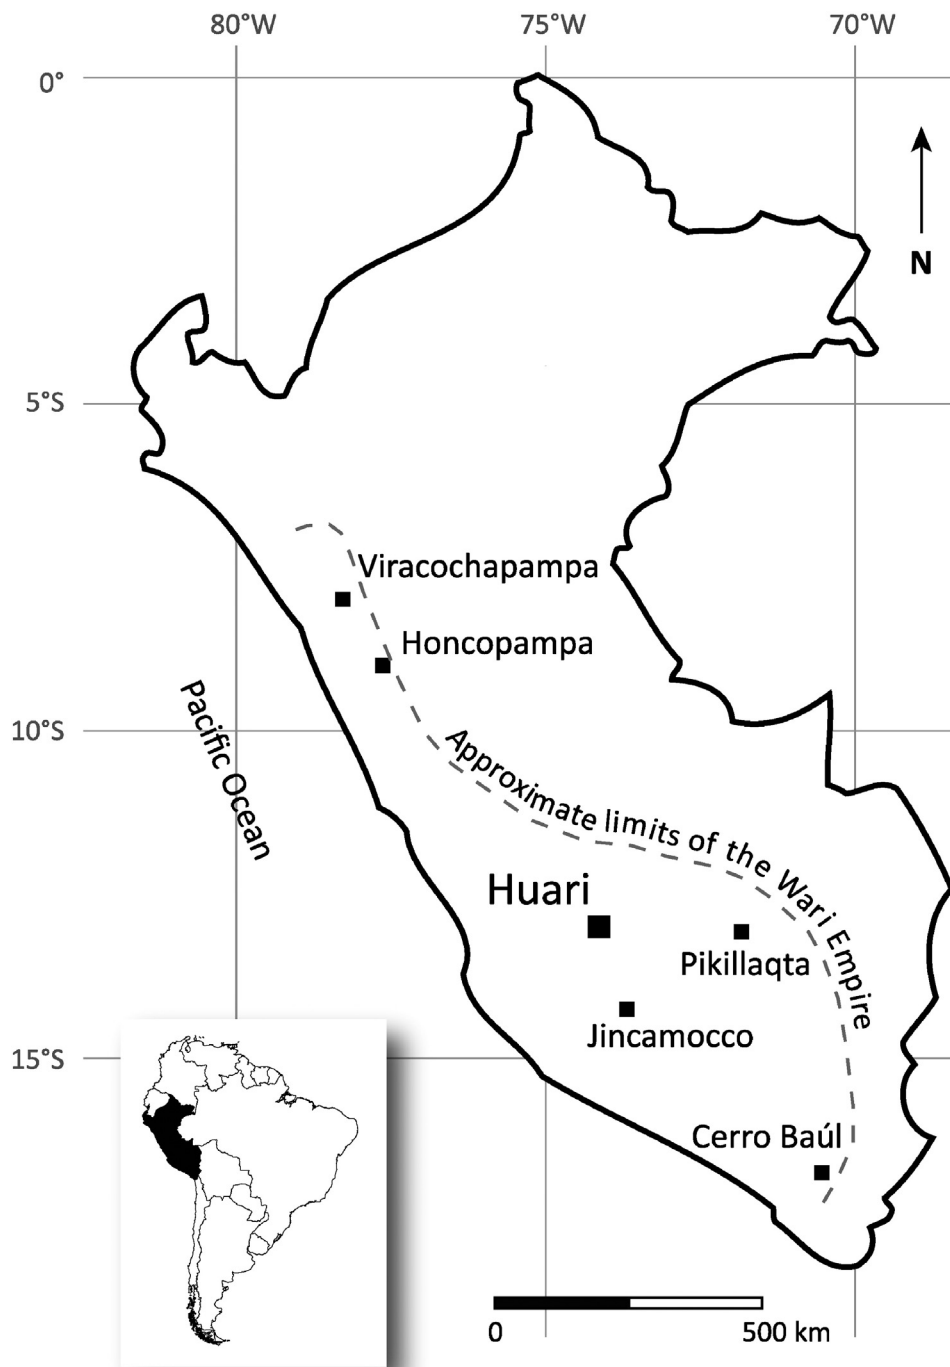 80°W 75°W 70°W
0°
N
5°S
Viracochapampa
Honcopampa
Pacific Ocean
10°S
Approximate limits of the Wari Empire
Huari
Pikillaqta
Jincamocco
15°S
Cerro Baúl
0 500 km